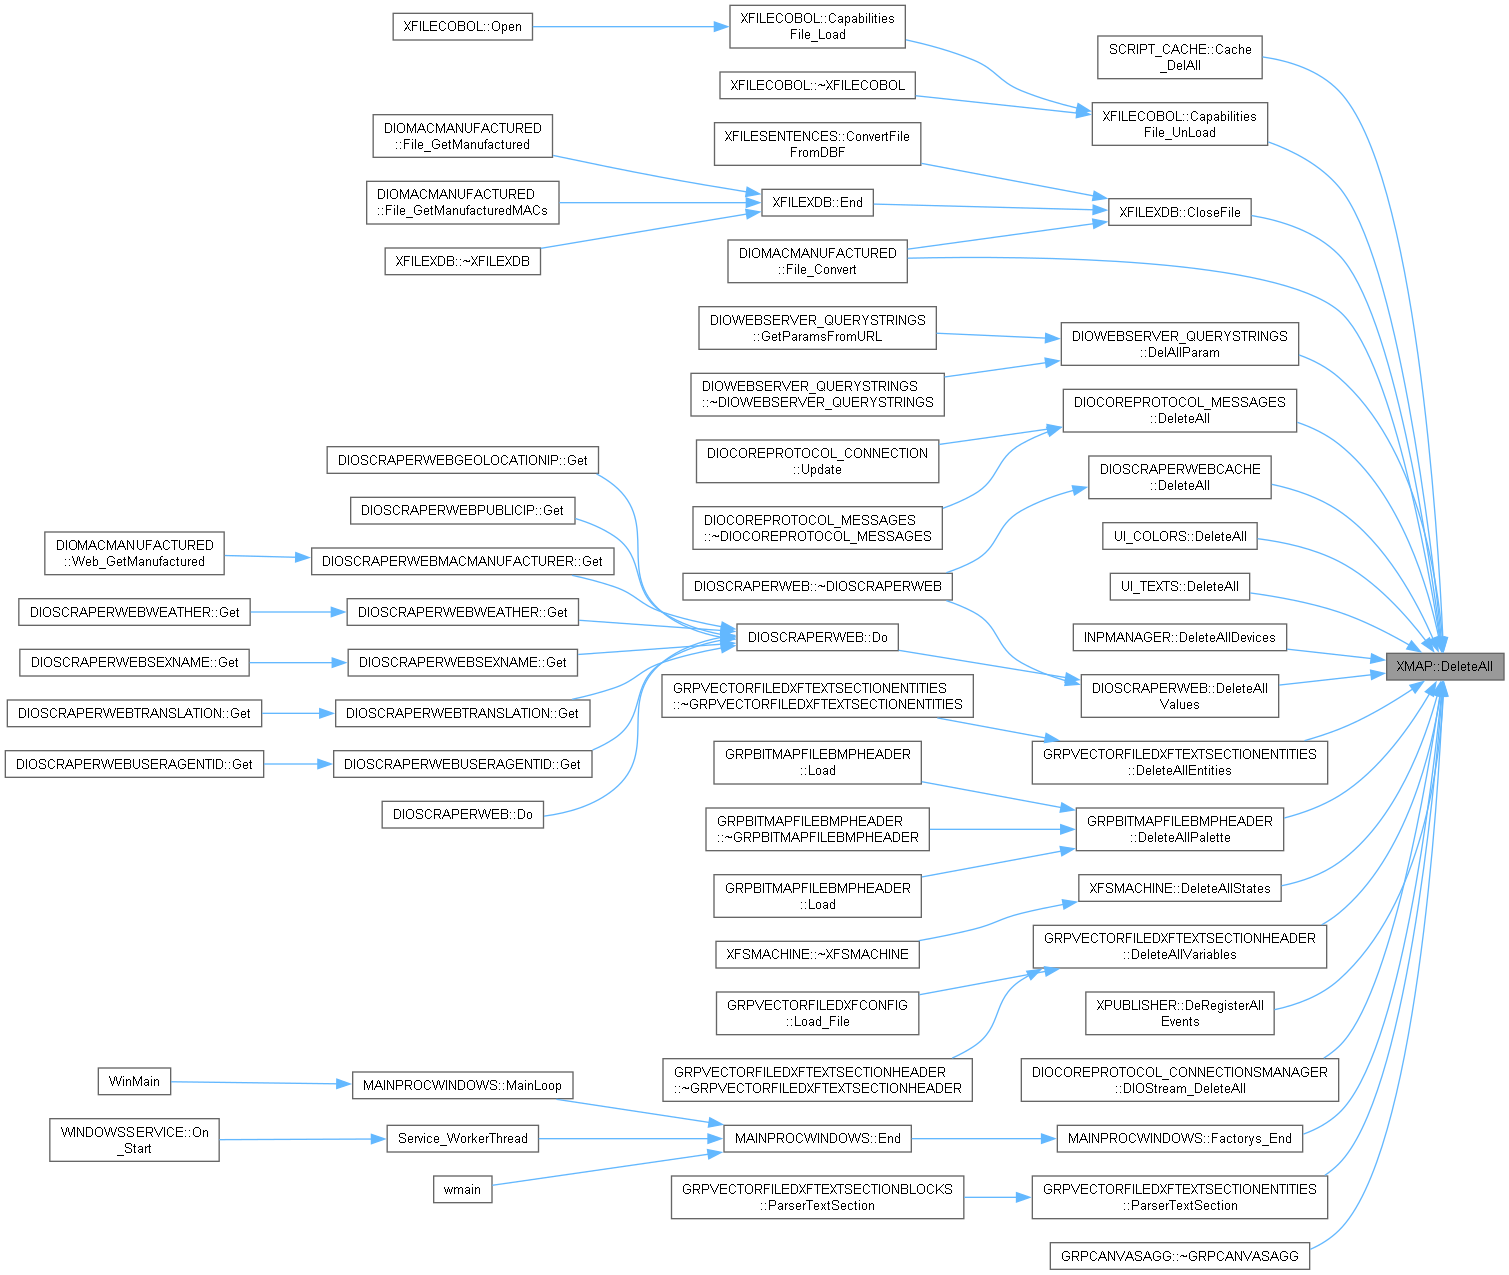 XFILECOBOL::Open
XFILECOBOL::Capabilities
File_Load
SCRIPT_CACHE::Cache
_DelAll
XFILECOBOL::~XFILECOBOL
XFILECOBOL::Capabilities
File_UnLoad
DIOMACMANUFACTURED
::File_GetManufactured
XFILESENTENCES::ConvertFile
FromDBF
DIOMACMANUFACTURED
::File_GetManufacturedMACs
XFILEXDB::End
XFILEXDB::CloseFile
XFILEXDB::~XFILEXDB
DIOMACMANUFACTURED
::File_Convert
DIOWEBSERVER_QUERYSTRINGS
::GetParamsFromURL
DIOWEBSERVER_QUERYSTRINGS
::DelAllParam
DIOWEBSERVER_QUERYSTRINGS
::~DIOWEBSERVER_QUERYSTRINGS
DIOCOREPROTOCOL_MESSAGES
::DeleteAll
DIOCOREPROTOCOL_CONNECTION
::Update
DIOSCRAPERWEBGEOLOCATIONIP::Get
DIOSCRAPERWEBCACHE
::DeleteAll
DIOSCRAPERWEBPUBLICIP::Get
DIOCOREPROTOCOL_MESSAGES
::~DIOCOREPROTOCOL_MESSAGES
UI_COLORS::DeleteAll
DIOMACMANUFACTURED
::Web_GetManufactured
DIOSCRAPERWEBMACMANUFACTURER::Get
DIOSCRAPERWEB::~DIOSCRAPERWEB
UI_TEXTS::DeleteAll
DIOSCRAPERWEBWEATHER::Get
DIOSCRAPERWEBWEATHER::Get
DIOSCRAPERWEB::Do
INPMANAGER::DeleteAllDevices
DIOSCRAPERWEBSEXNAME::Get
DIOSCRAPERWEBSEXNAME::Get
XMAP::DeleteAll
GRPVECTORFILEDXFTEXTSECTIONENTITIES
::~GRPVECTORFILEDXFTEXTSECTIONENTITIES
DIOSCRAPERWEB::DeleteAll
Values
DIOSCRAPERWEBTRANSLATION::Get
DIOSCRAPERWEBTRANSLATION::Get
DIOSCRAPERWEBUSERAGENTID::Get
DIOSCRAPERWEBUSERAGENTID::Get
GRPBITMAPFILEBMPHEADER
::Load
GRPVECTORFILEDXFTEXTSECTIONENTITIES
::DeleteAllEntities
DIOSCRAPERWEB::Do
GRPBITMAPFILEBMPHEADER
::~GRPBITMAPFILEBMPHEADER
GRPBITMAPFILEBMPHEADER
::DeleteAllPalette
GRPBITMAPFILEBMPHEADER
::Load
XFSMACHINE::DeleteAllStates
XFSMACHINE::~XFSMACHINE
GRPVECTORFILEDXFTEXTSECTIONHEADER
::DeleteAllVariables
GRPVECTORFILEDXFCONFIG
::Load_File
XPUBLISHER::DeRegisterAll
Events
GRPVECTORFILEDXFTEXTSECTIONHEADER
::~GRPVECTORFILEDXFTEXTSECTIONHEADER
DIOCOREPROTOCOL_CONNECTIONSMANAGER
::DIOStream_DeleteAll
WinMain
MAINPROCWINDOWS::MainLoop
WINDOWSSERVICE::On
_Start
Service_WorkerThread
MAINPROCWINDOWS::End
MAINPROCWINDOWS::Factorys_End
wmain
GRPVECTORFILEDXFTEXTSECTIONBLOCKS
::ParserTextSection
GRPVECTORFILEDXFTEXTSECTIONENTITIES
::ParserTextSection
GRPCANVASAGG::~GRPCANVASAGG